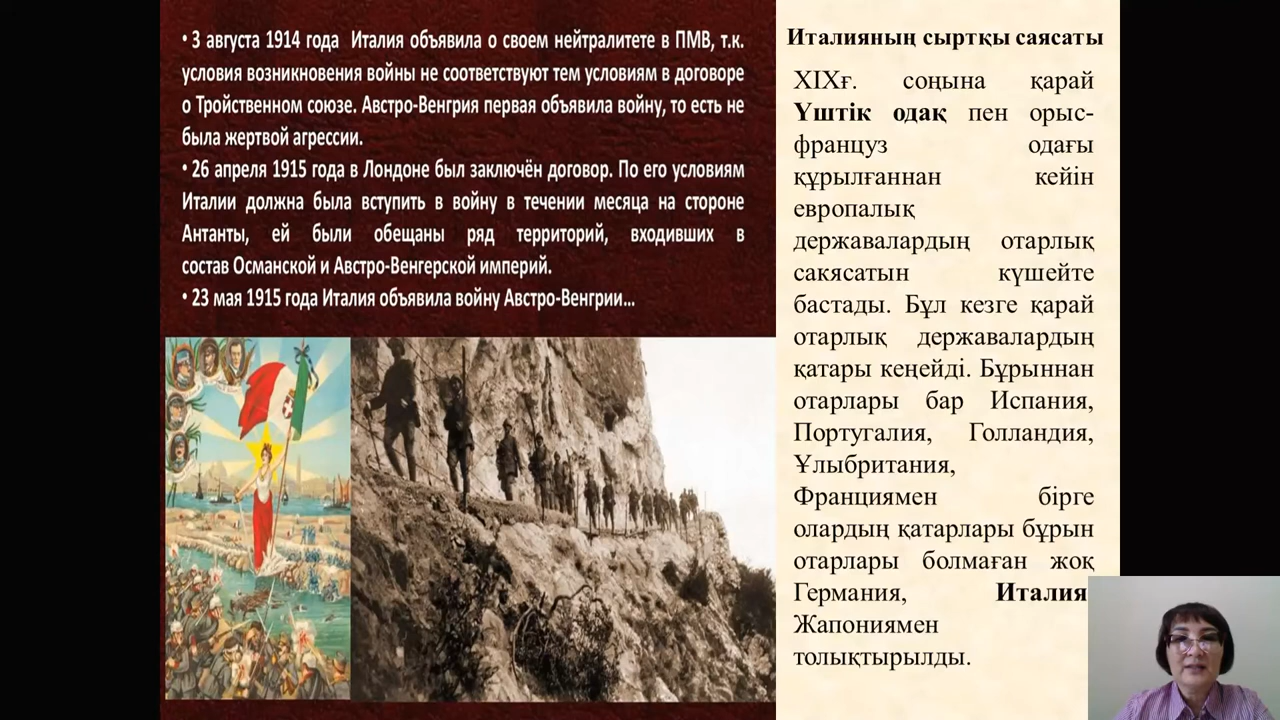 • 3 августа 1914 года Италия объявила о своем нейтралитете в ПМВ, т.к.
условия возникновения войны не соответствуют тем условиям в договоре
о Тройственном союзе. Австро-Венгрия первая объявила войну, то есть не
была жертвой агрессии.
• 26 апреля 1915 года в Лондоне был заключён договор. По его условиям
Италии должна была вступить в войну в течении месяца на стороне
Антанты, ей были обещаны ряд территорий, входивших в
состав Османской и Австро-Венгерской империй.
• 23 мая 1915 года Италия объявила войну Австро-Венгрии...
Италияның сыртқы саясаты
XIXғ. соңына қарай
Үштік одақ пен орыс-
француз одағы
құрылғаннан кейін
европалық
державалардың отарлық
сакясатын күшейте
бастады. Бұл кезге қарай
отарлық державалардың
қатары кеңейді. Бұрыннан
отарлары бар Испания,
Португалия, Голландия,
Ұлыбритания,
Франциямен бірге
олардың қатарлары бұрын
отарлары болмаған жоқ
Германия, Италия,
Жапониямен
толықтырылды.